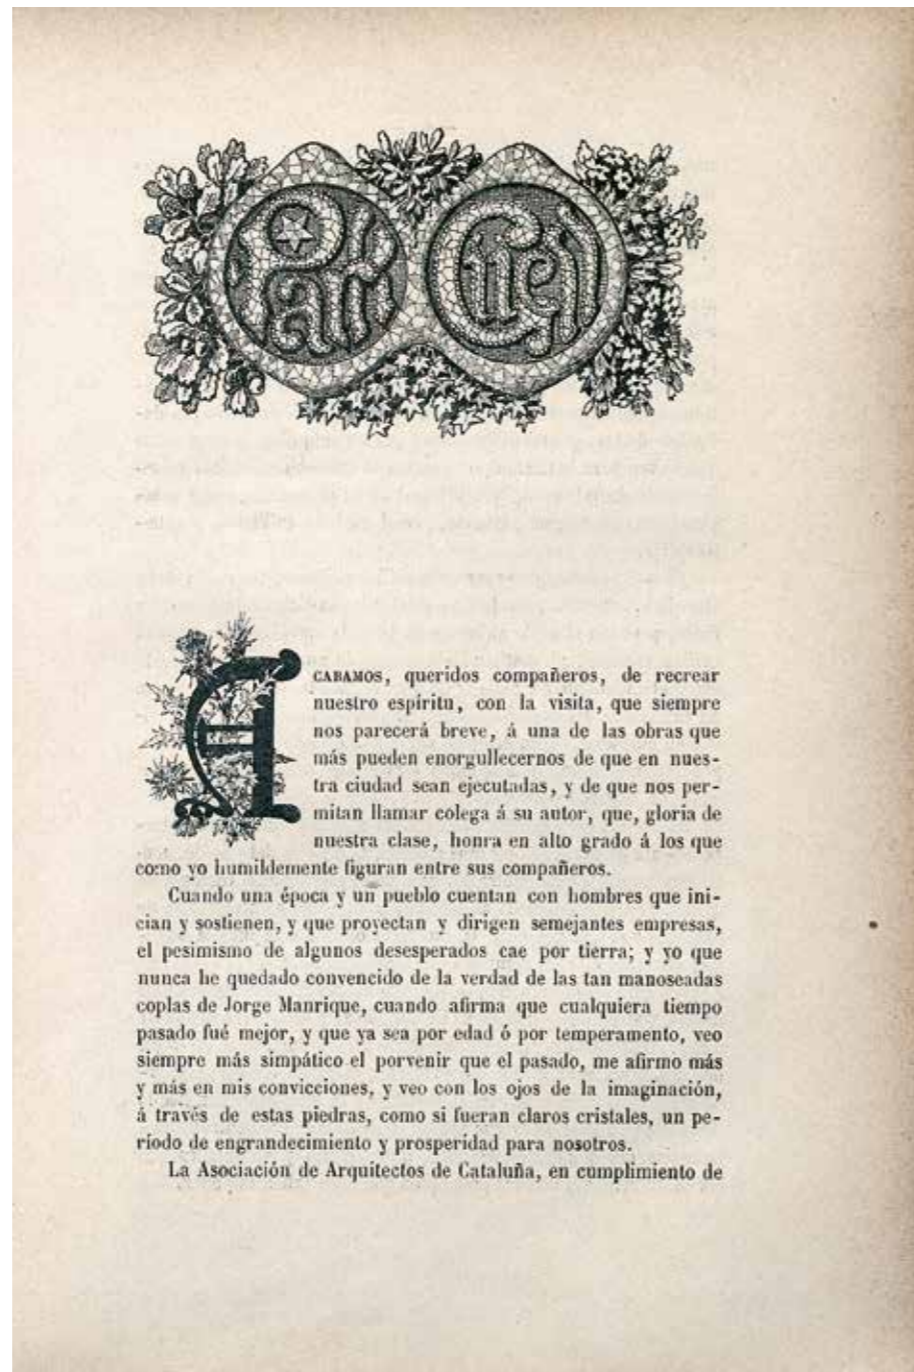 Park
Güell
ACABAMOS, queridos compañeros, de recrear
nuestro espíritu, con la visita, que siempre
nos parecerá breve, á una de las obras que
más pueden enorgullecernos de que en nues-
tra ciudad sean ejecutadas, y de que nos per-
mitan llamar colega á su autor, que, gloria de
nuestra clase, honra en alto grado á los que
como yo humildemente figuran entre sus compañeros.
Cuando una época y un pueblo cuentan con hombres que ini-
cian y sostienen, y que proyectan y dirigen semejantes empresas,
el pesimismo de algunos desesperados cae por tierra; y yo que
nunca he quedado convencido de la verdad de las tan manoseadas
coplas de Jorge Manrique, cuando afirma que cualquiera tiempo
pasado fué mejor, y que ya sea por edad ó por temperamento, veo
siempre más simpático el porvenir que el pasado, me afirmo más
y más en mis convicciones, y veo con los ojos de la imaginación,
á través de estas piedras, como si fueran claros cristales, un pe-
ríodo de engrandecimiento y prosperidad para nosotros.
La Asociación de Arquitectos de Cataluña, en cumplimiento de